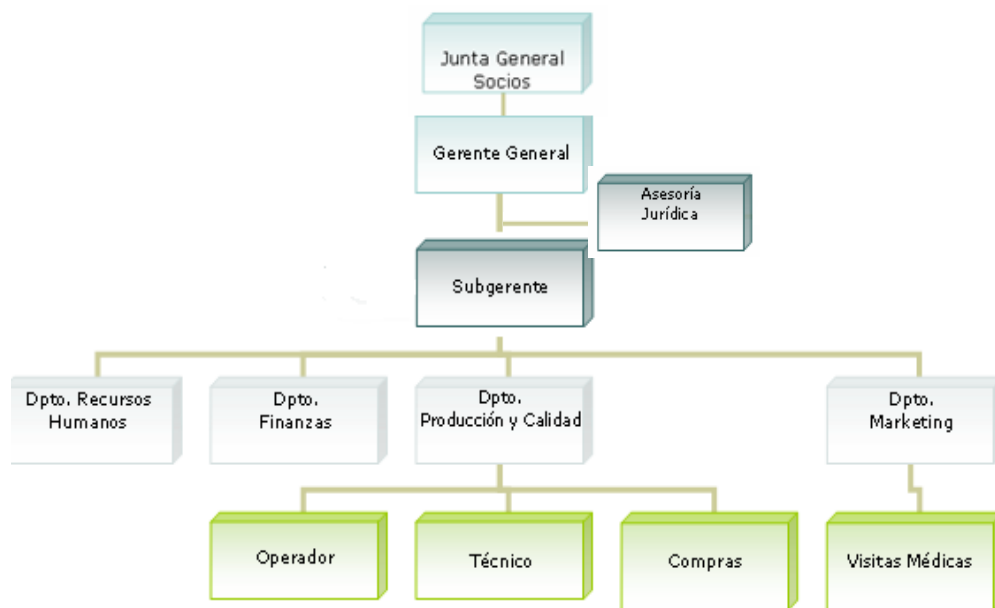 Junta General
Socios
Gerente General
Asesoría
Jurídica
Subgerente
Dpto. Recursos
Humanos
Dpto.
Finanzas
Dpto.
Producción y Calidad
Dpto.
Marketing
Operador
Técnico
Compras
Visitas Médicas